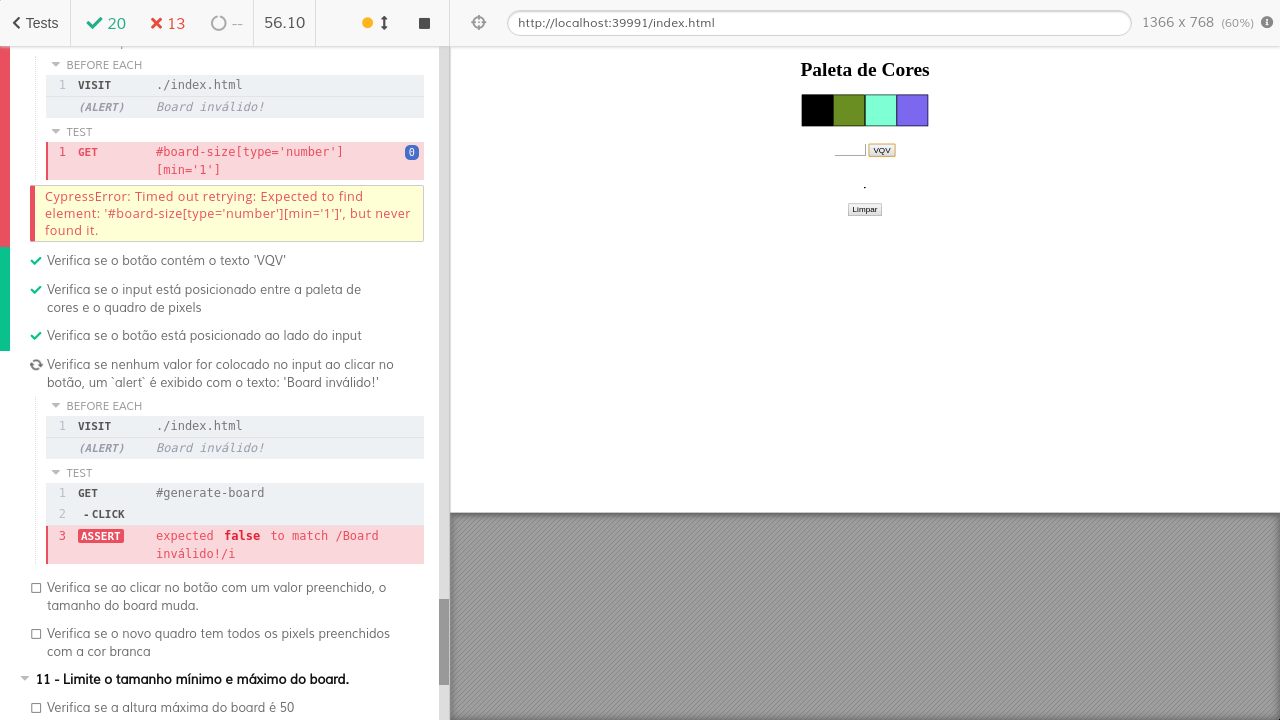 Tests
20
13
--
56.10
http://localhost:39991/index.html
1366 x 768 (60%)
BEFORE EACH
1 VISIT ./index.html
(ALERT) Board inválido!
TEST
1 GET #board-size[type='number'] 0
[min='1']
CypressError: Timed out retrying: Expected to find
element: '#board-size[type='number'][min='1']', but never
found it.
Verifica se o botão contém o texto 'VQV'
Verifica se o input está posicionado entre a paleta de
cores e o quadro de pixels
Verifica se o botão está posicionado ao lado do input
Verifica se nenhum valor for colocado no input ao clicar no
botão, um `alert` é exibido com o texto: 'Board inválido!'
BEFORE EACH
1 VISIT ./index.html
(ALERT) Board inválido!
TEST
1 GET #generate-board
2 - CLICK
3 ASSERT expected false to match /Board
inválido!/i
Verifica se ao clicar no botão com um valor preenchido, o
tamanho do board muda.
Verifica se o novo quadro tem todos os pixels preenchidos
com a cor branca
11 - Limite o tamanho mínimo e máximo do board.
Verifica se a altura máxima do board é 50
Paleta de Cores
VQV
Limpar